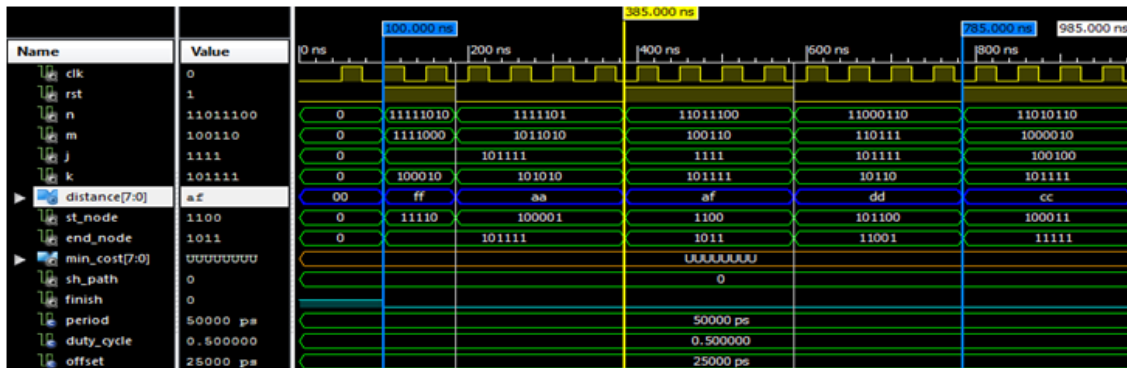 385.000 ns
100.000 ns 785.000 ns 985.000 ns
Name Value 0 ns 200 ns 400 ns 600 ns 800 ns
clk 0
rst 1
n 11011100 0 11111010 1111101 11011100 11000110 11010110
m 100110 0 1111000 1011010 100110 110111 1000010
j 1111 0 101111 1111 101111 100100
k 101111 0 100010 101010 101111 10110 101111
distance[7:0] af 00 ff aa af dd cc
st_node 1100 0 11110 100001 1100 101100 100011
end_node 1011 0 101111 1011 11001 11111
min_cost[7:0] UUUUUUUU UUUUUUUU
sh_path 0 0
finish 0
period 50000 ps 50000 ps
duty_cycle 0.500000 0.500000
offset 25000 ps 25000 ps